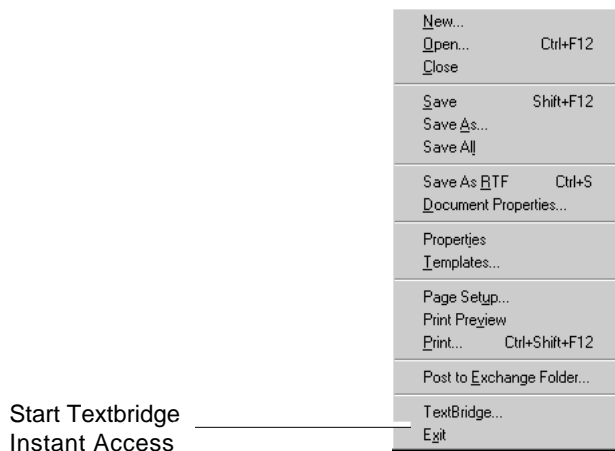 New...
Open... Ctrl+F12
Close
Save Shift+F12
Save As...
Save All
Save As RTF Ctrl+S
Document Properties...
Properties
Templates...
Page Setup...
Print Preview
Print... Ctrl+Shift+F12
Post to Exchange Folder...
TextBridge...
Exit
Start Textbridge
Instant Access